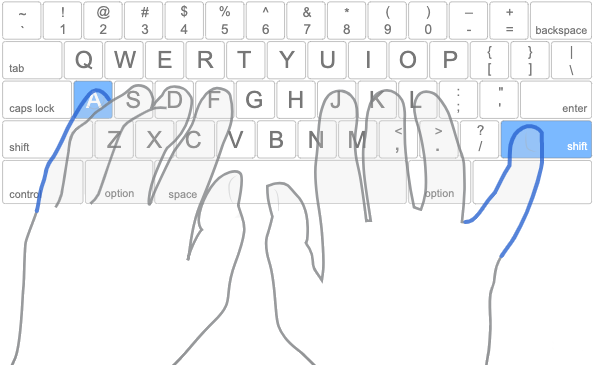 ~ ! @ # $ % ^ & * ( ) — +
` 1 2 3 4 5 6 7 8 9 0 - = backspace
tab Q W E R T Y U I O P { [ } ] | \
caps lock A S D F G H J K L : ; " ' enter
shift Z X C V B N M < , > . ? / shift
contro option space option